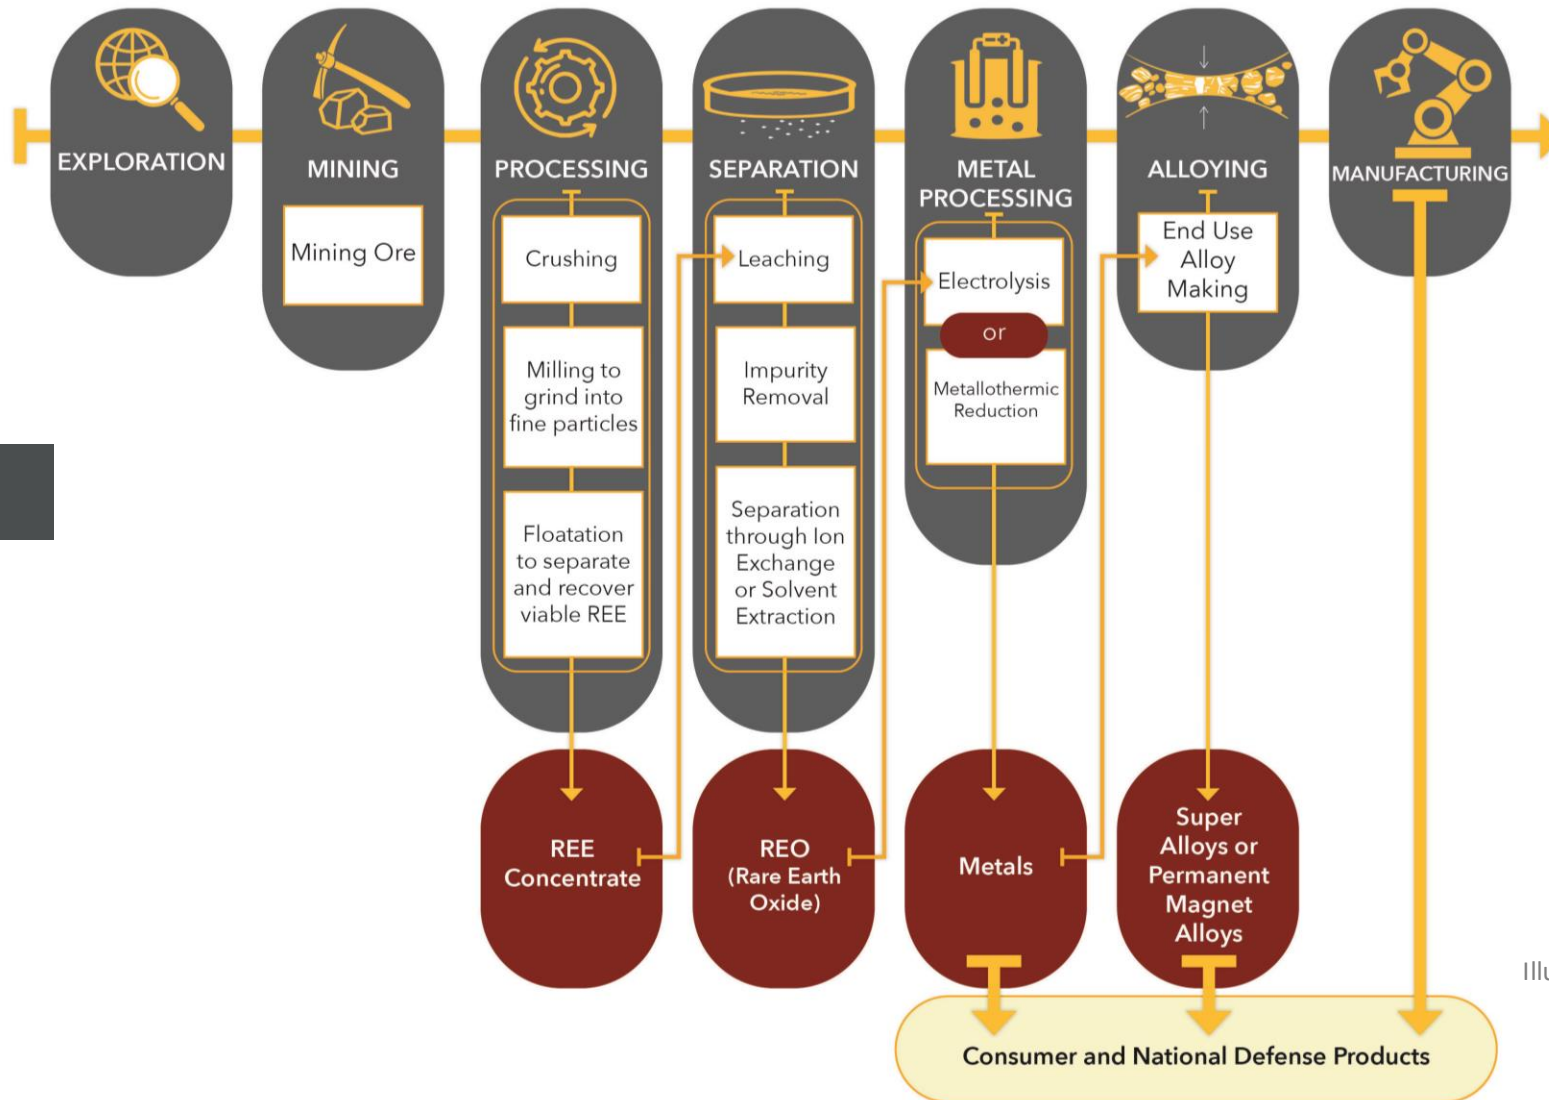 EXPLORATION
MINING
Mining Ore
PROCESSING
Crushing
Milling to
grind into
fine particles
Floatation
to separate
and recover
viable REE
REE
Concentrate
SEPARATION
Leaching
Impurity
Removal
Separation
through Ion
Exchange
or Solvent
Extraction
REO
(Rare Earth
Oxide)
METAL
PROCESSING
Electrolysis
or
Metallothermic
Reduction
Metals
ALLOYING
End Use
Alloy
Making
Super
Alloys or
Permanent
Magnet
Alloys
MANUFACTURING
Consumer and National Defense Products
Illu